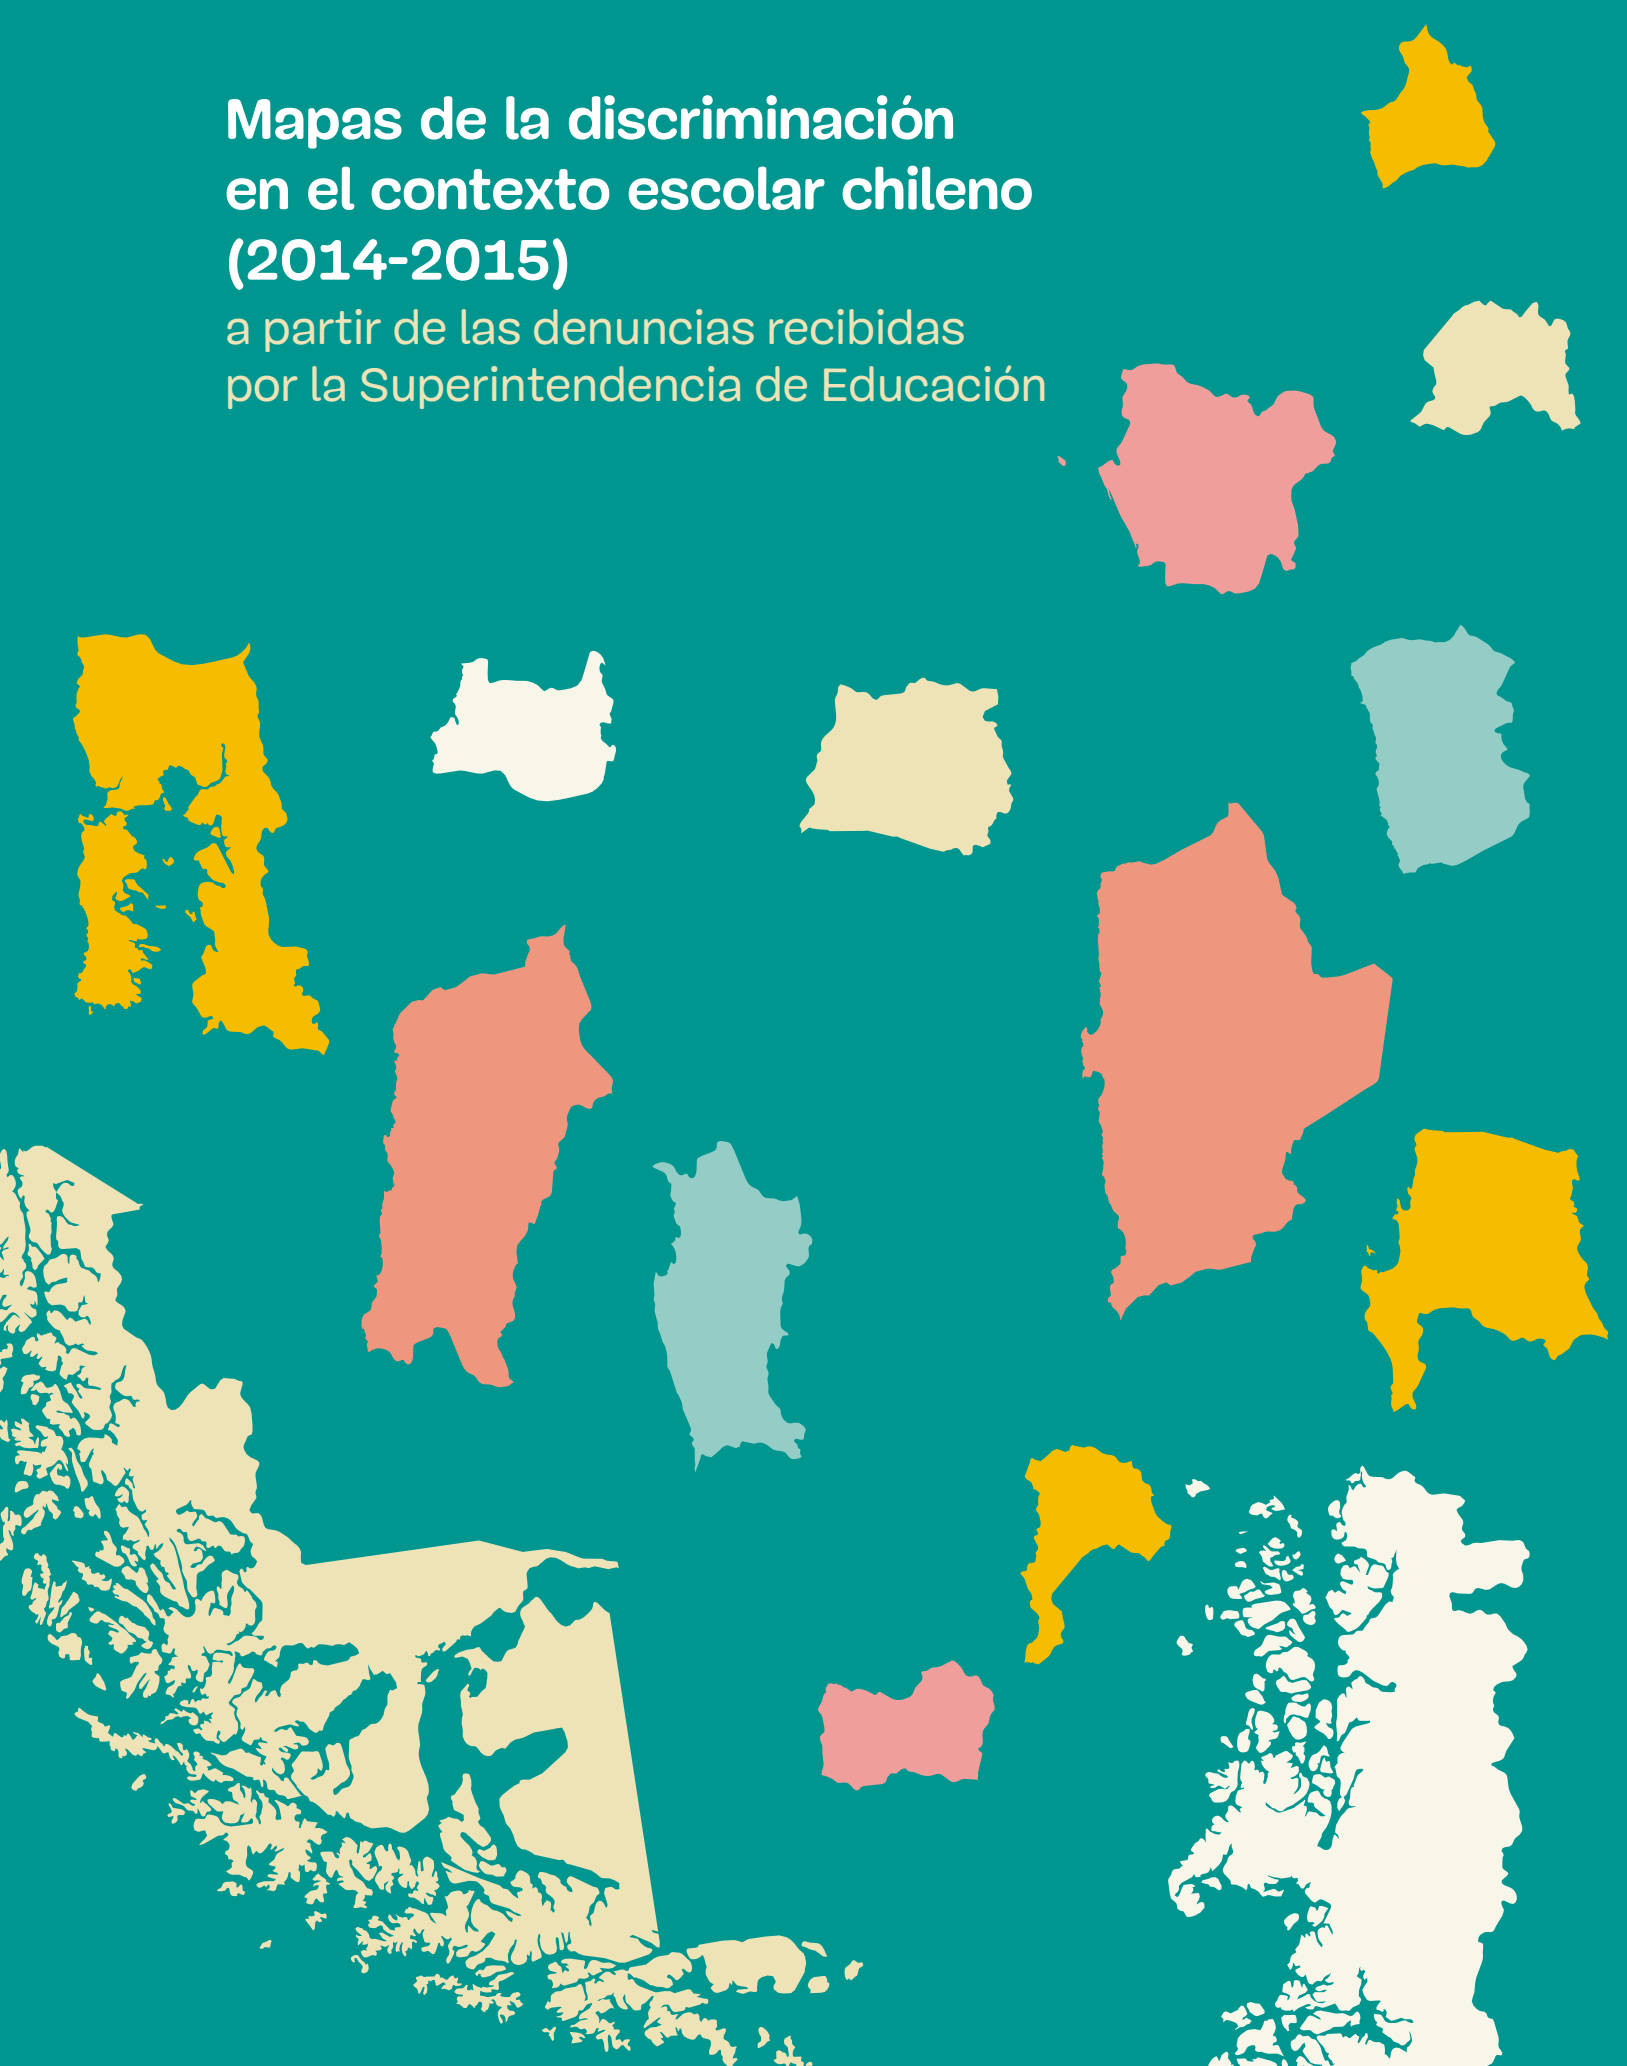 Mapas de la discriminación
en el contexto escolar chileno
(2014-2015)
a partir de las denuncias recibidas
por la Superintendencia de Educación